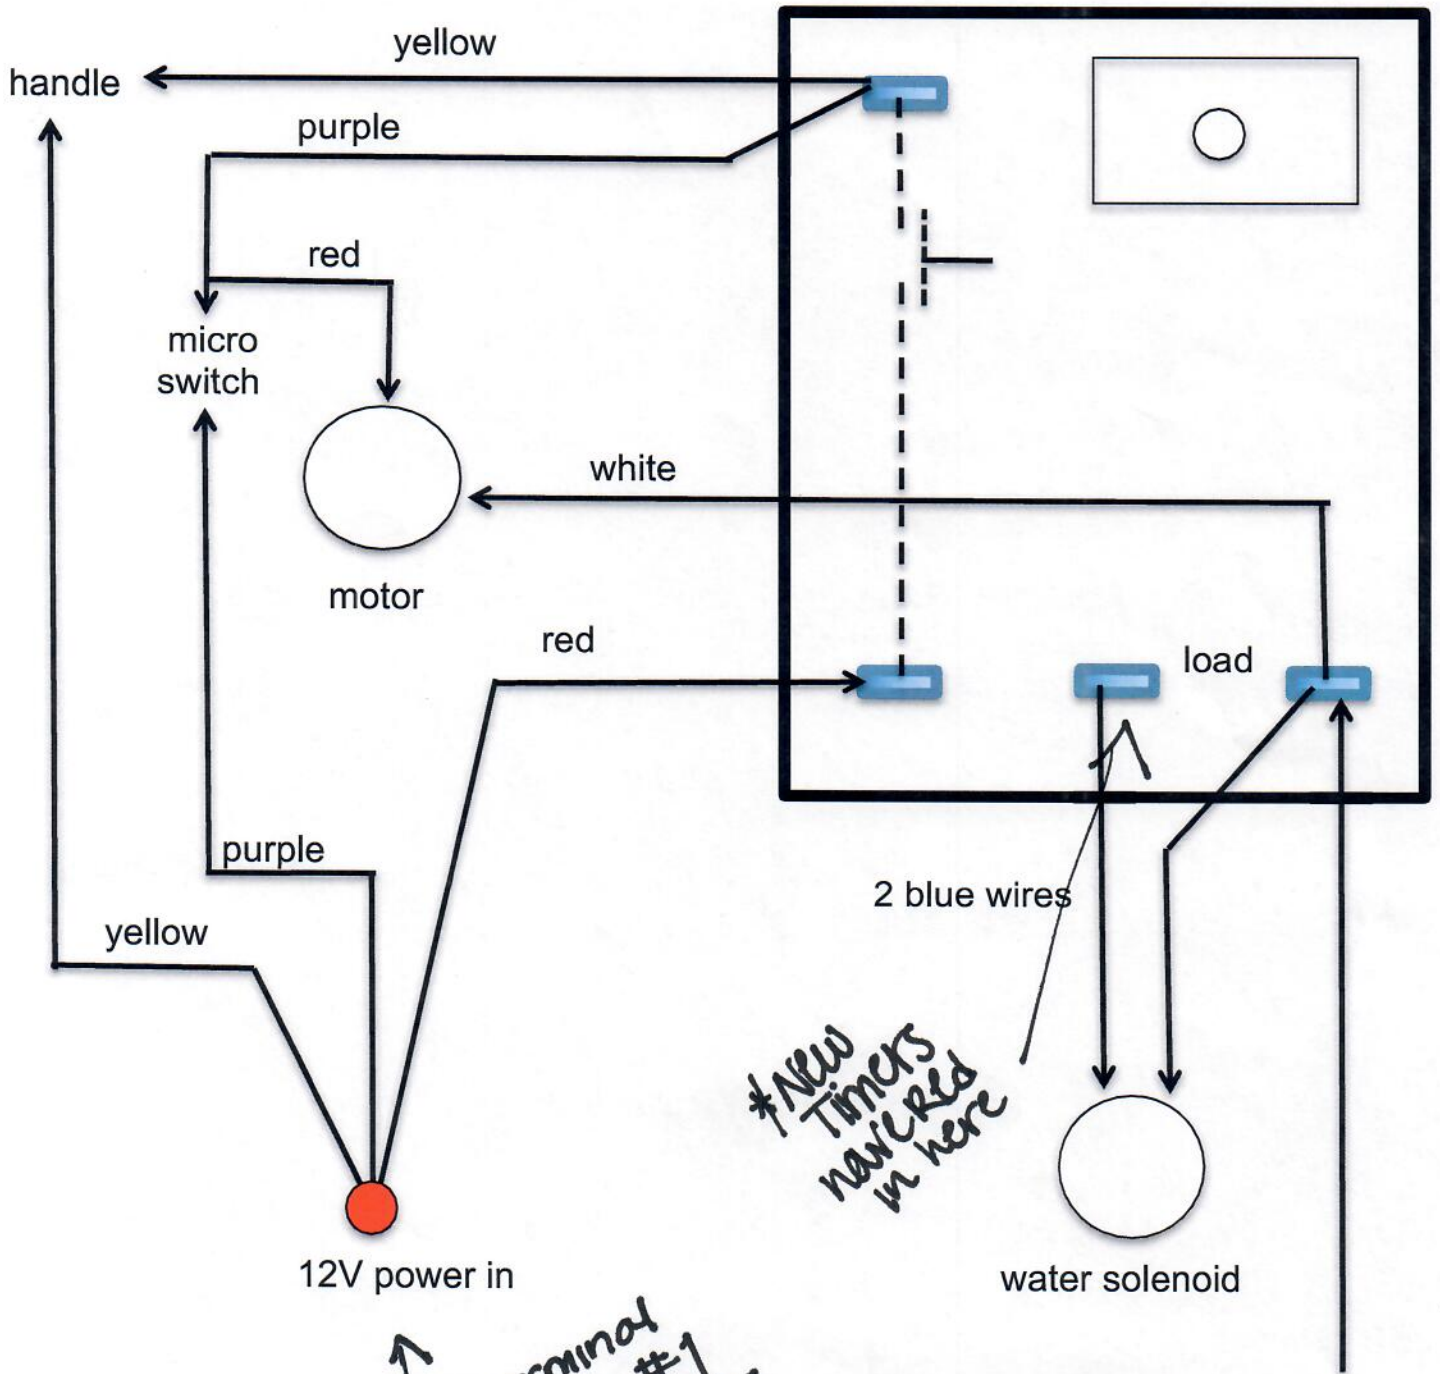 yellow
handle
purple
red
micro
switch
white
motor
red
load
purple
2 blue wires
yellow
*New
Timers
have Red
in here
12V power in
water solenoid
#1